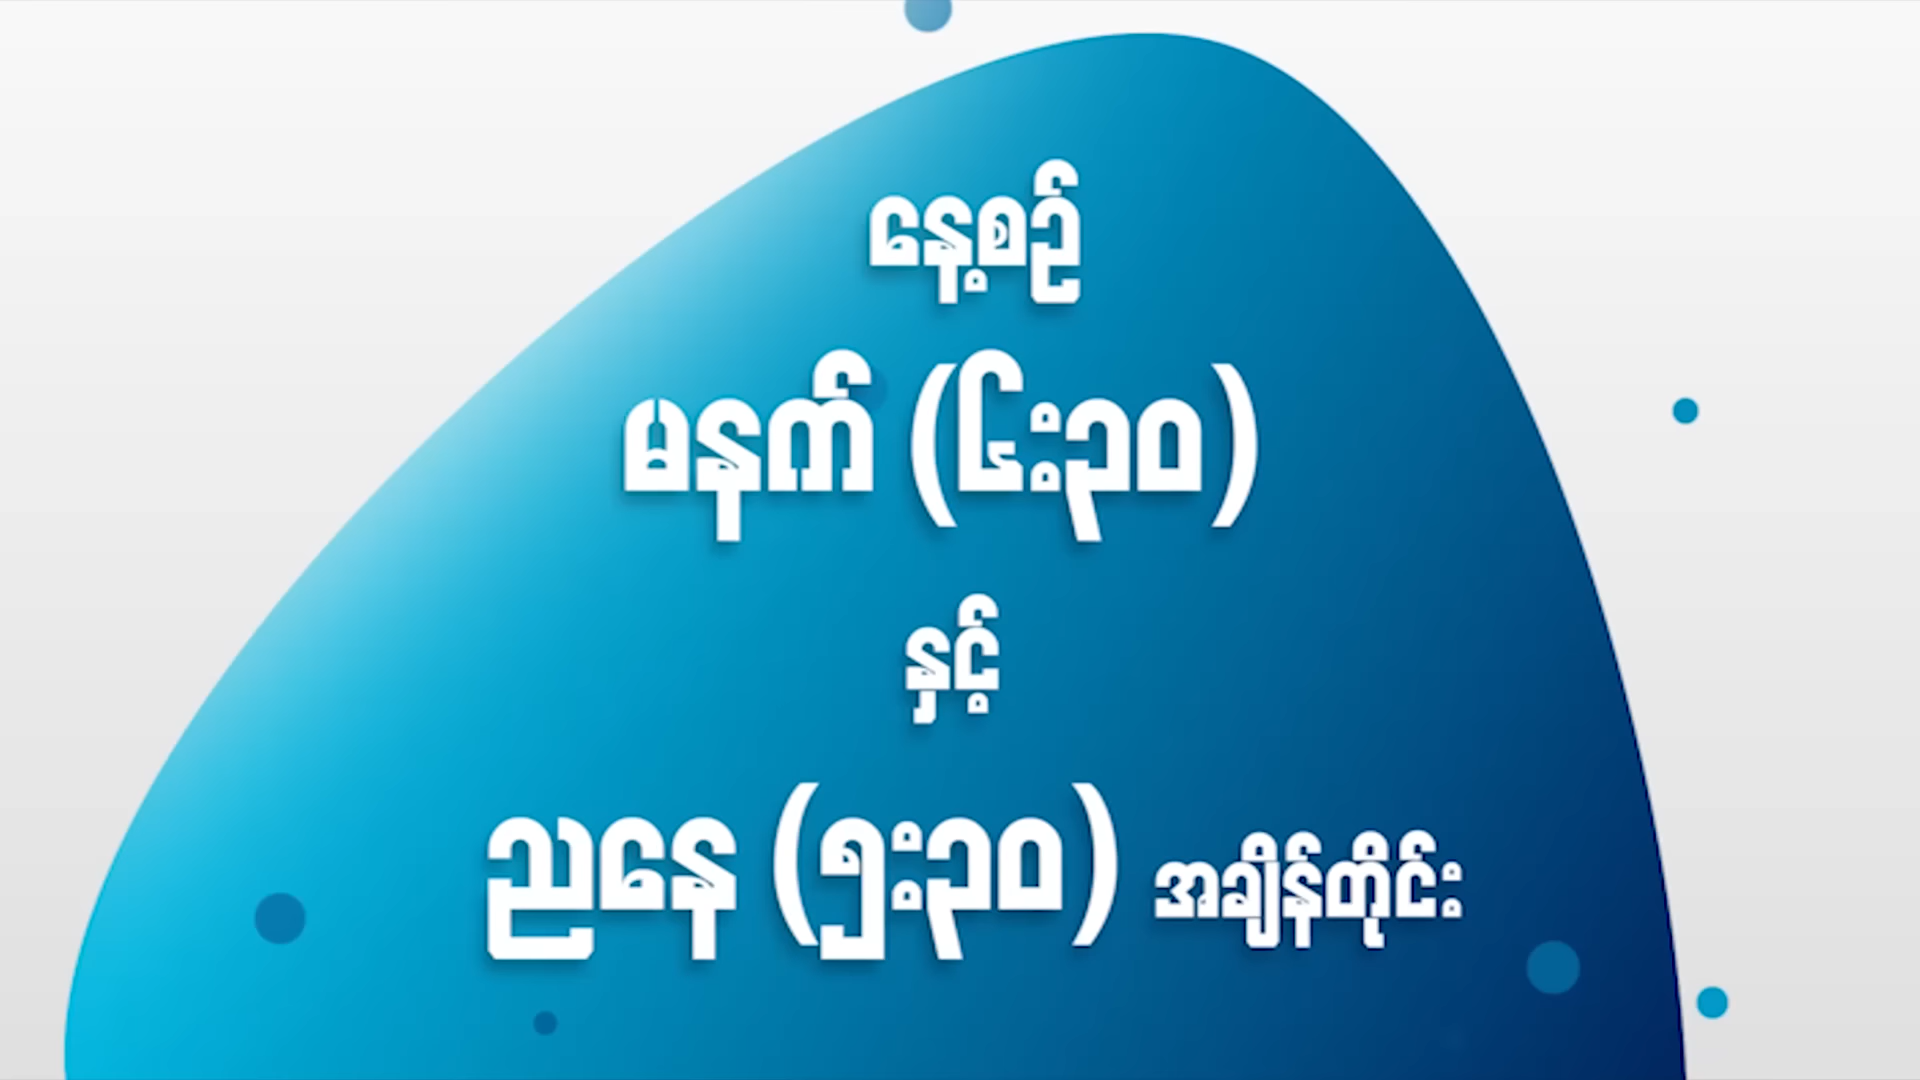 နေ့စဉ်
မနက် (၆း၃၀)
နှင့်
ညနေ (၅း၃၀) အချိန်တိုင်း